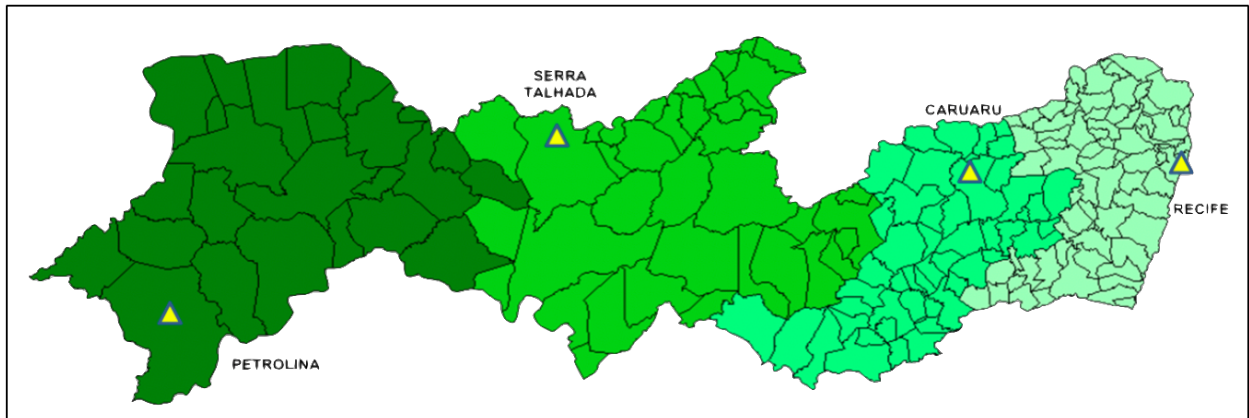 SERRA
TALHADA
CARUARU
RECIFE
PETROLINA